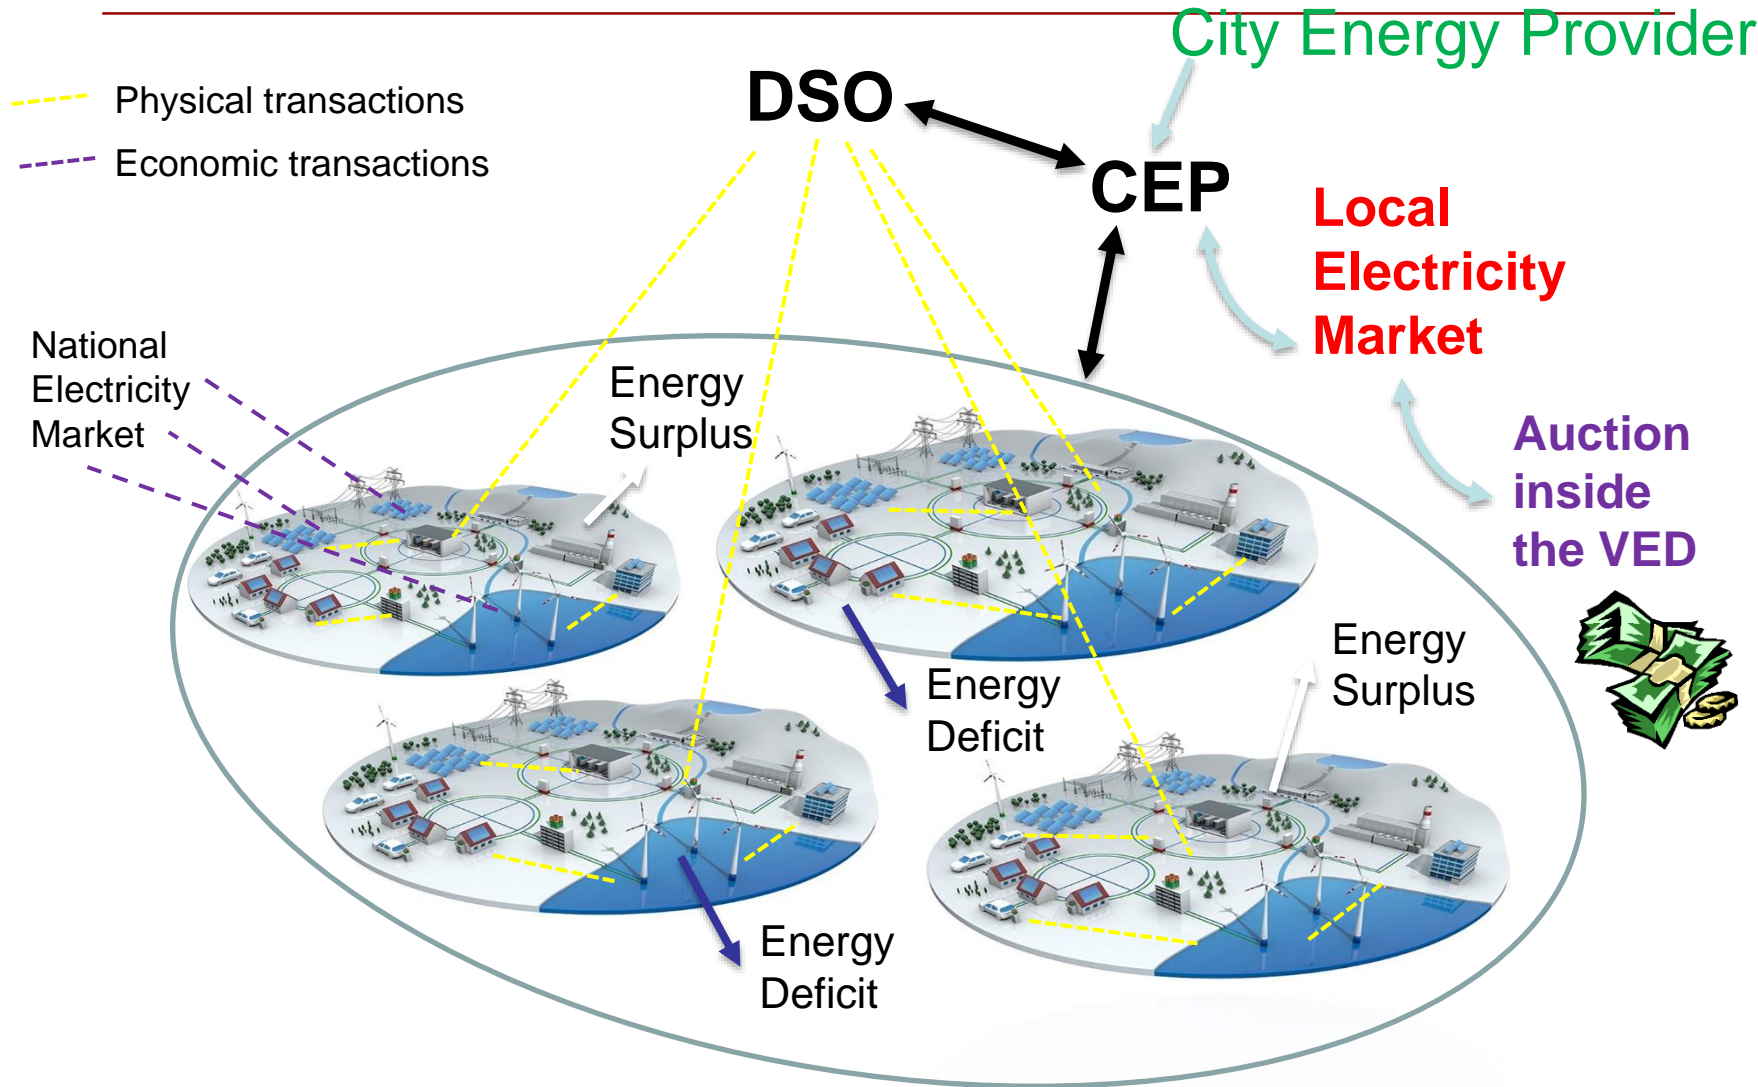 City Energy Provider
DSO
Physical transactions
Economic transactions
CEP
Local
Electricity
Market
National
Electricity
Market
Energy
Surplus
Auction
inside
the VED
Energy
Surplus
Energy
Deficit
Energy
Deficit